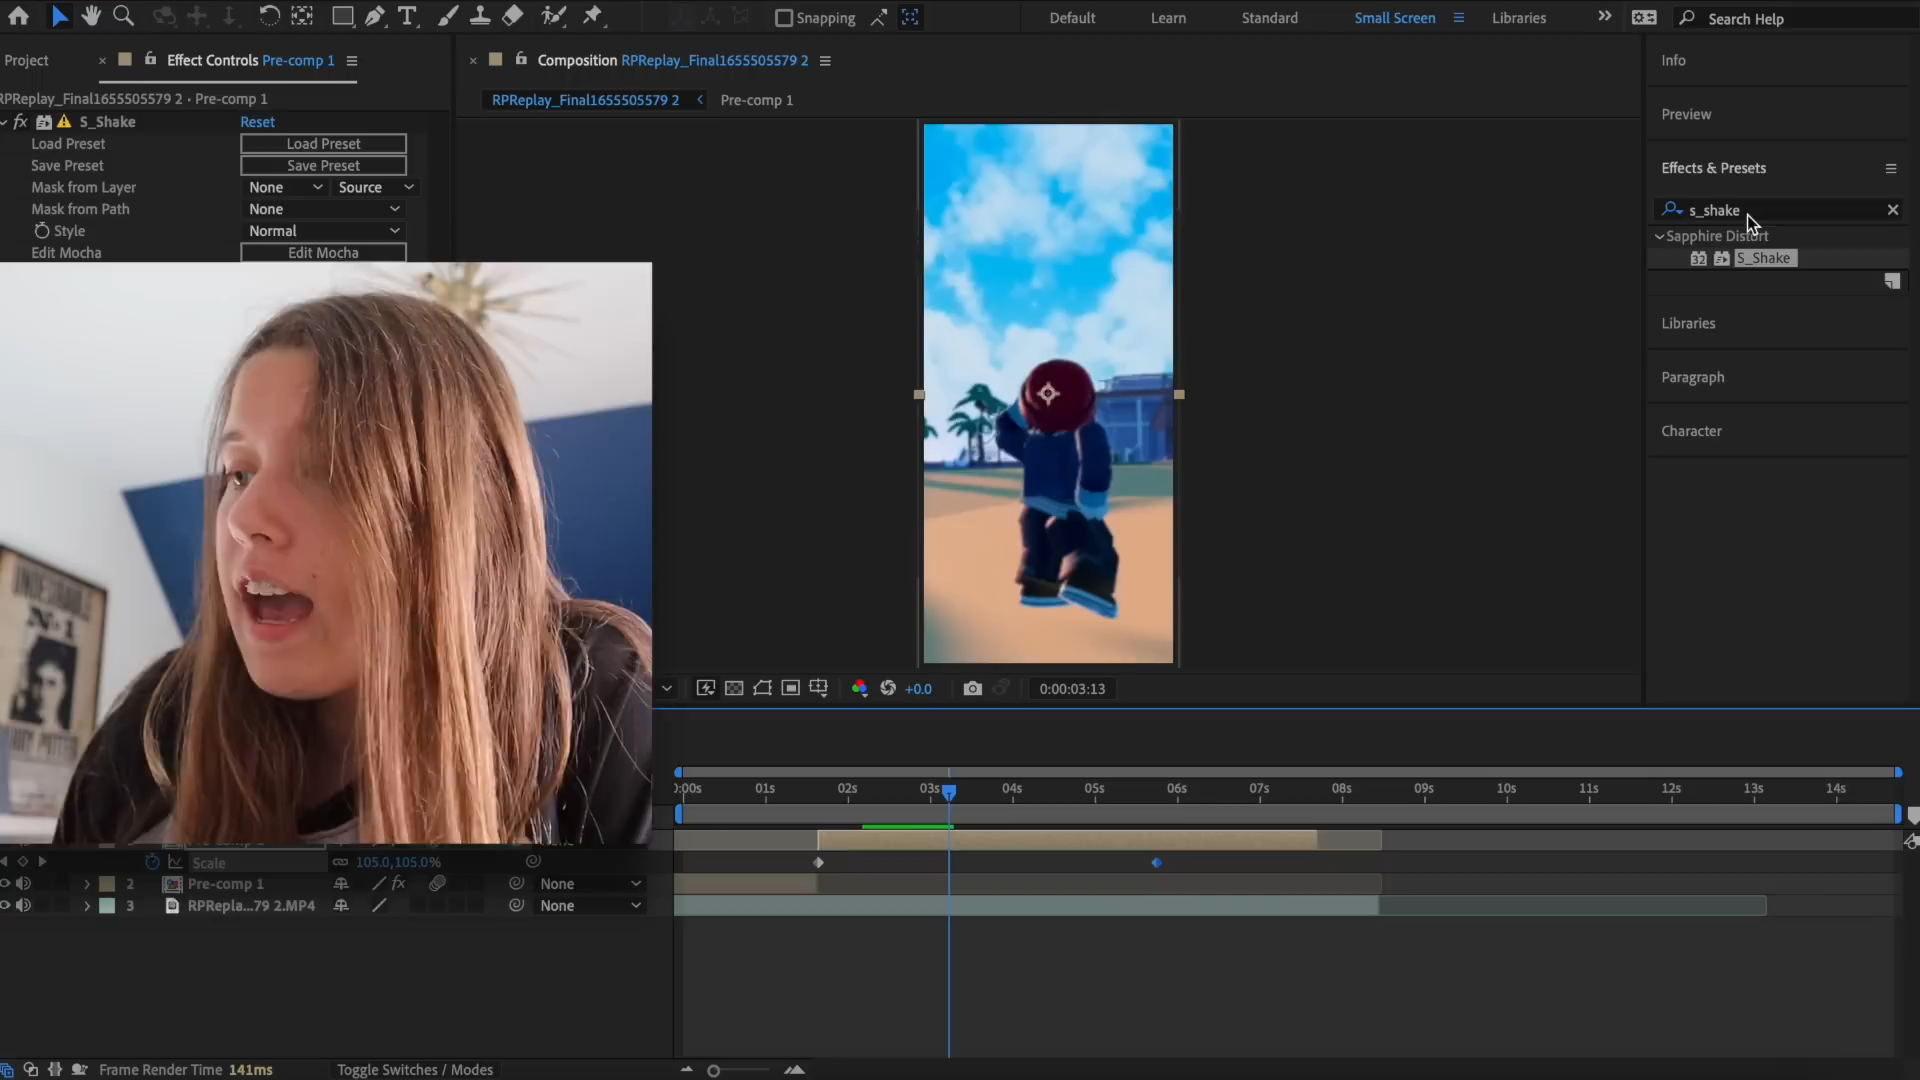 Snapping
Default
Learn
Standard
Small Screen
Libraries
Search Help
Project
Effect Controls Pre-comp 1
Composition RPReplay_Final1655505579 2
RPReplay_Final1655505579 2 • Pre-comp 1
RPReplay_Final1655505579 2
Pre-comp 1
fx S_Shake
Reset
Load Preset
Load Preset
Save Preset
Save Preset
Mask from Layer
None
Source
Mask from Path
None
Style
Normal
Edit Mocha
Edit Mocha
Info
Preview
Effects & Presets
s_shake
Sapphire Distort
32
S_Shake
Libraries
Paragraph
Character
No 1
+0.0
0:00:03:13
0:00s
01s
02s
03s
04s
05s
06s
07s
08s
09s
10s
11s
12s
13s
14s
Scale
105.0,105.0%
2
Pre-comp 1
fx
None
3
RPRepla...79 2.MP4
None
Frame Render Time 141ms
Toggle Switches / Modes